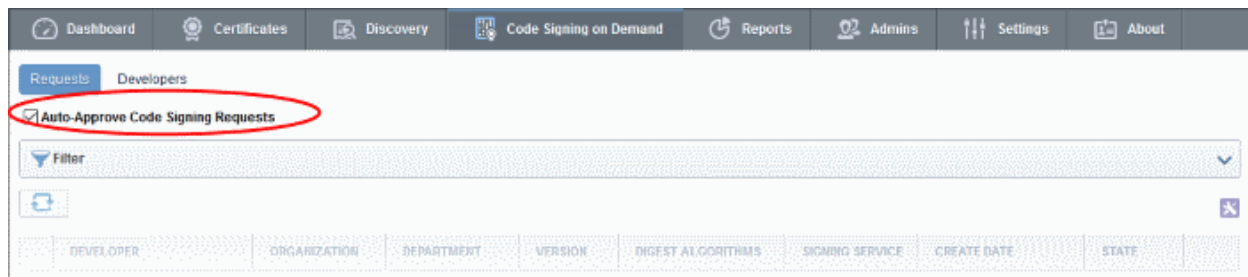 Dashboard Certificates Discovery Code Signing on Demand Reports Admins Settings About
Requests Developers
Auto-Approve Code Signing Requests
Filter
DEVELOPER ORGANIZATION DEPARTMENT VERSION DIGEST ALGORITHMS SIGNING SERVICE CREATE DATE STATE